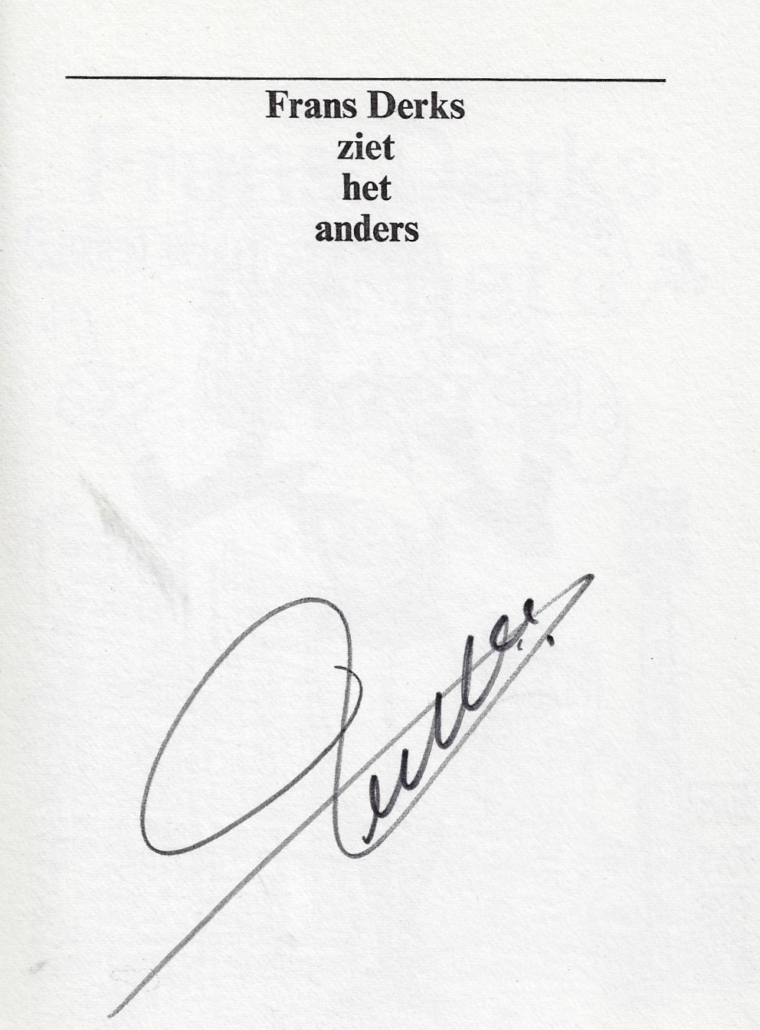 Frans Derks
ziet
het
anders